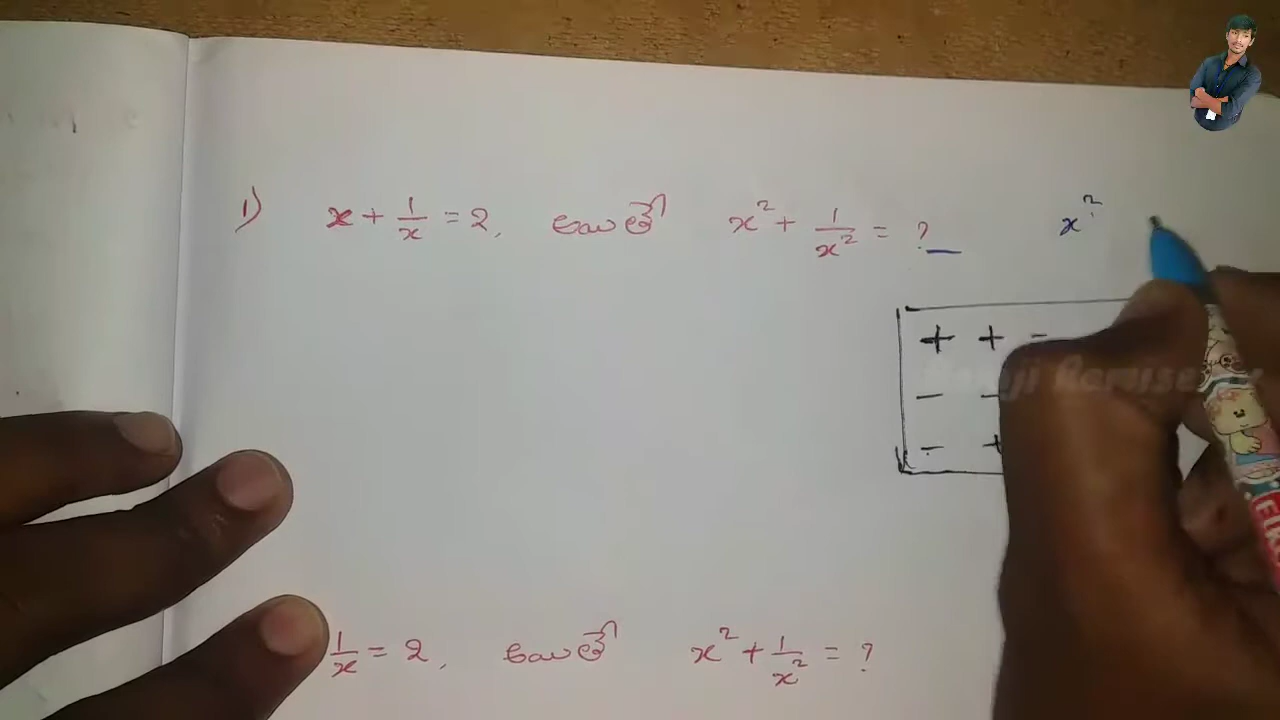 1) x + 1/x = 2, అయితే x² + 1/x² = ? x²
+ + -
- -
- +
1/x = 2, అయితే x² + 1/x² = ?